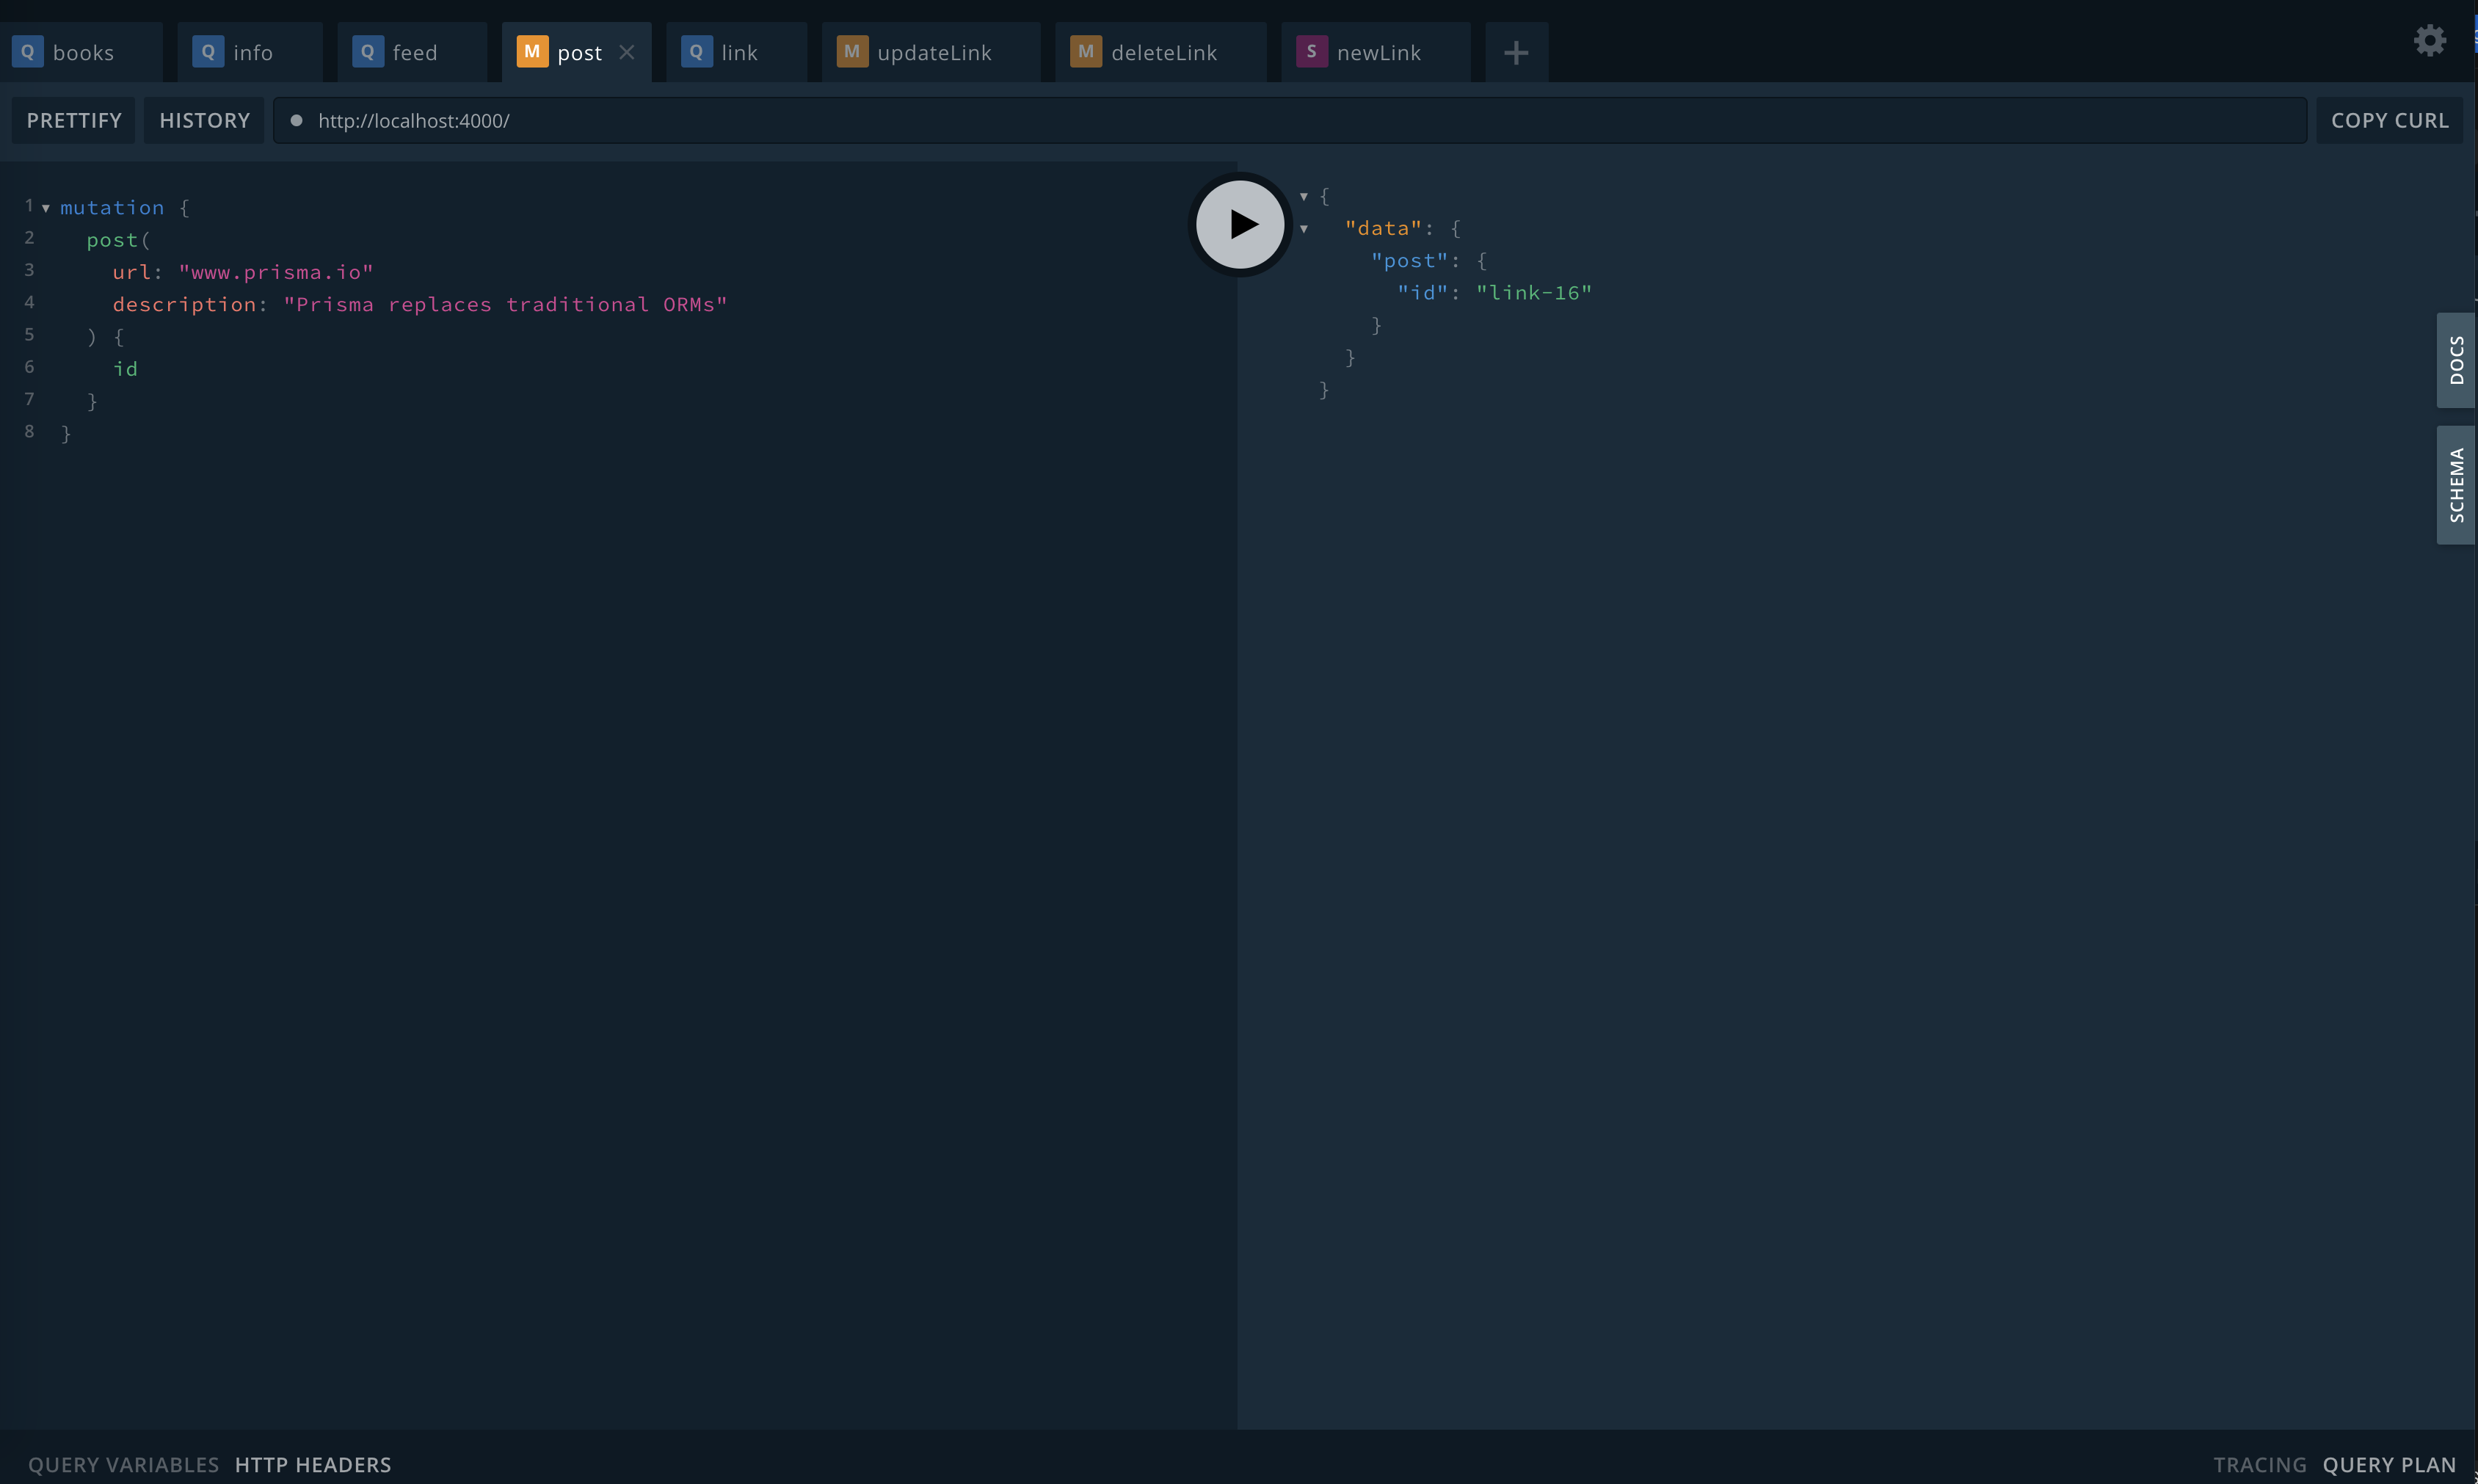 Q books Q info Q feed M post × Q link M updateLink M deleteLink S newLink +
PRETTIFY HISTORY http://localhost:4000/ COPY CURL
1 mutation {
2 post(
3 url: "www.prisma.io"
4 description: "Prisma replaces traditional ORMs"
5 ) {
6 id
7 }
8 }
{
"data": {
"post": {
"id": "link-16"
}
}
}
DOCS
SCHEMA
QUERY VARIABLES HTTP HEADERS TRACING QUERY PLAN